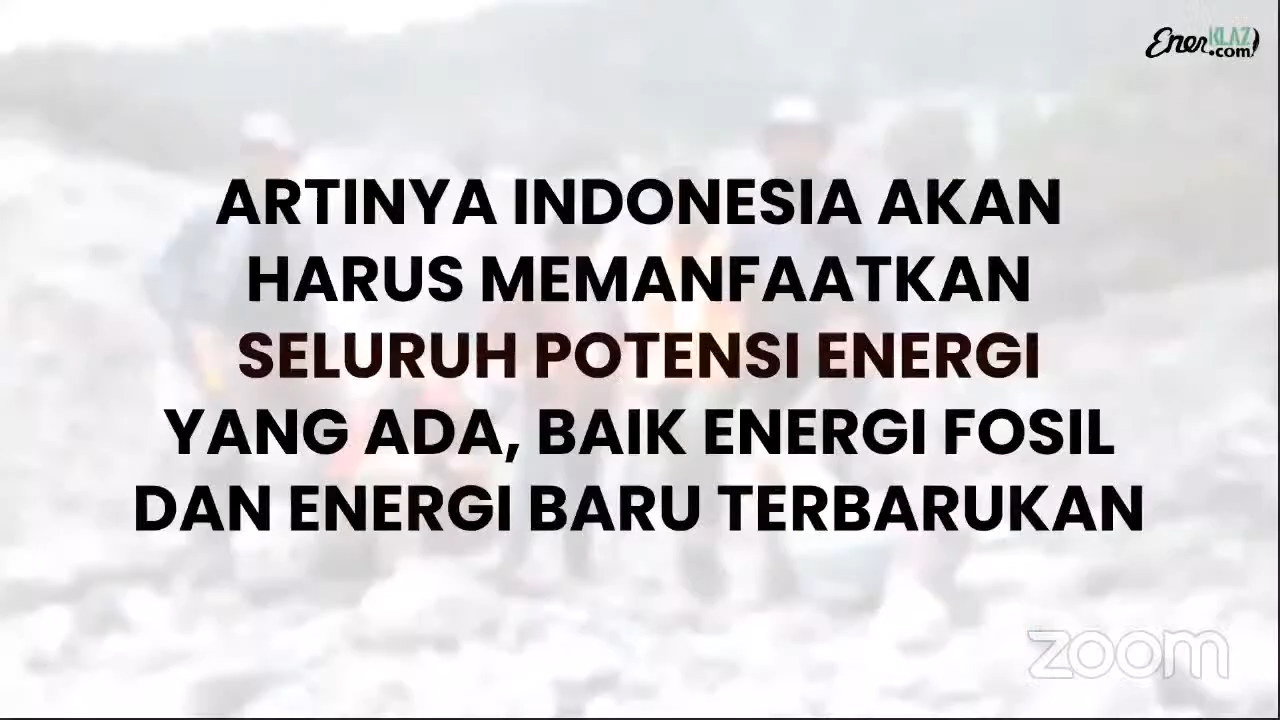 EnerKLAZ
.com
ARTINYA INDONESIA AKAN
HARUS MEMANFAATKAN
SELURUH POTENSI ENERGI
YANG ADA, BAIK ENERGI FOSIL
DAN ENERGI BARU TERBARUKAN
zoom